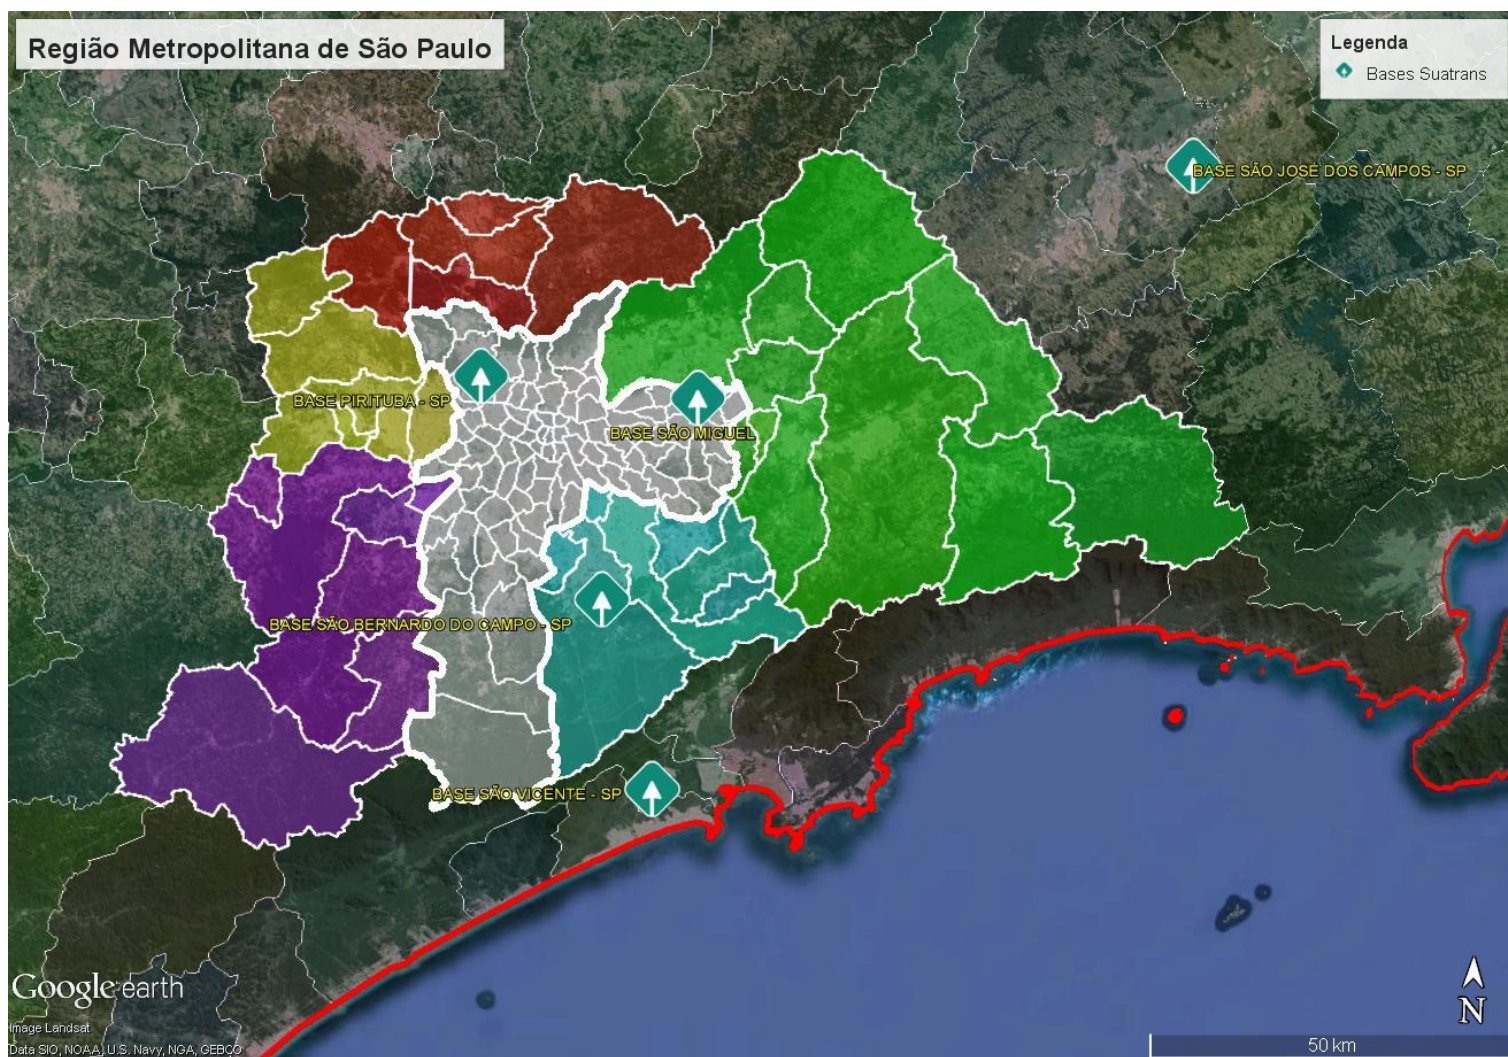 Região Metropolitana de São Paulo
Legenda
Bases Suatrans
BASE SÃO JOSÉ DOS CAMPOS - SP
BASE PIRITUBA - SP
BASE SÃO MIGUEL
BASE SÃO BERNARDO DO CAMPO - SP
BASE SÃO VICENTE - SP
Google earth
Image Landsat
Data SIO, NOAA, U.S. Navy, NGA, GEBCO
N
50 km